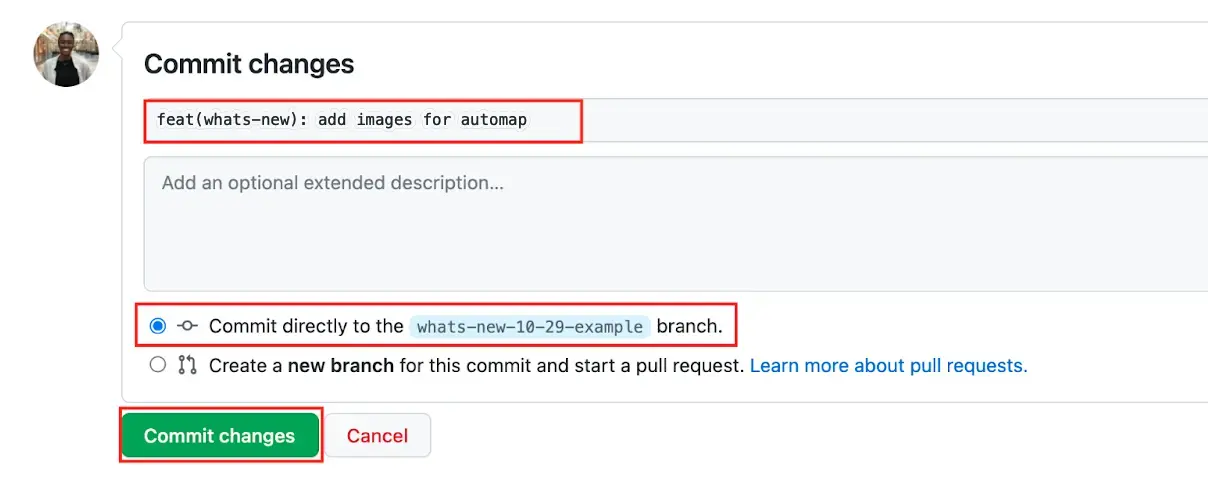 Commit changes
feat(whats-new): add images for automap
Add an optional extended description...
Commit directly to the whats-new-10-29-example branch.
Create a new branch for this commit and start a pull request. Learn more about pull requests.
Commit changes Cancel